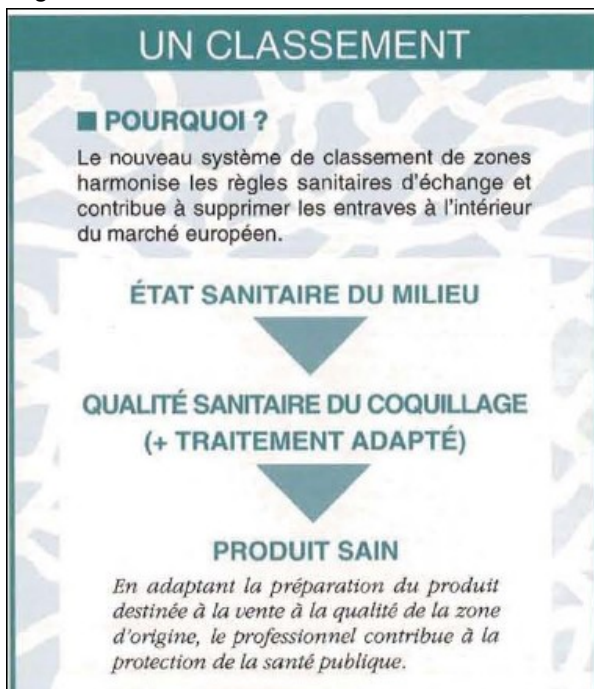 UN CLASSEMENT
■ POURQUOI ?
Le nouveau système de classement de zones
harmonise les règles sanitaires d'échange et
contribue à supprimer les entraves à l'intérieur
du marché européen.
ÉTAT SANITAIRE DU MILIEU
QUALITÉ SANITAIRE DU COQUILLAGE
(+ TRAITEMENT ADAPTÉ)
PRODUIT SAIN
En adaptant la préparation du produit
destinée à la vente à la qualité de la zone
d'origine, le professionnel contribue à la
protection de la santé publique.